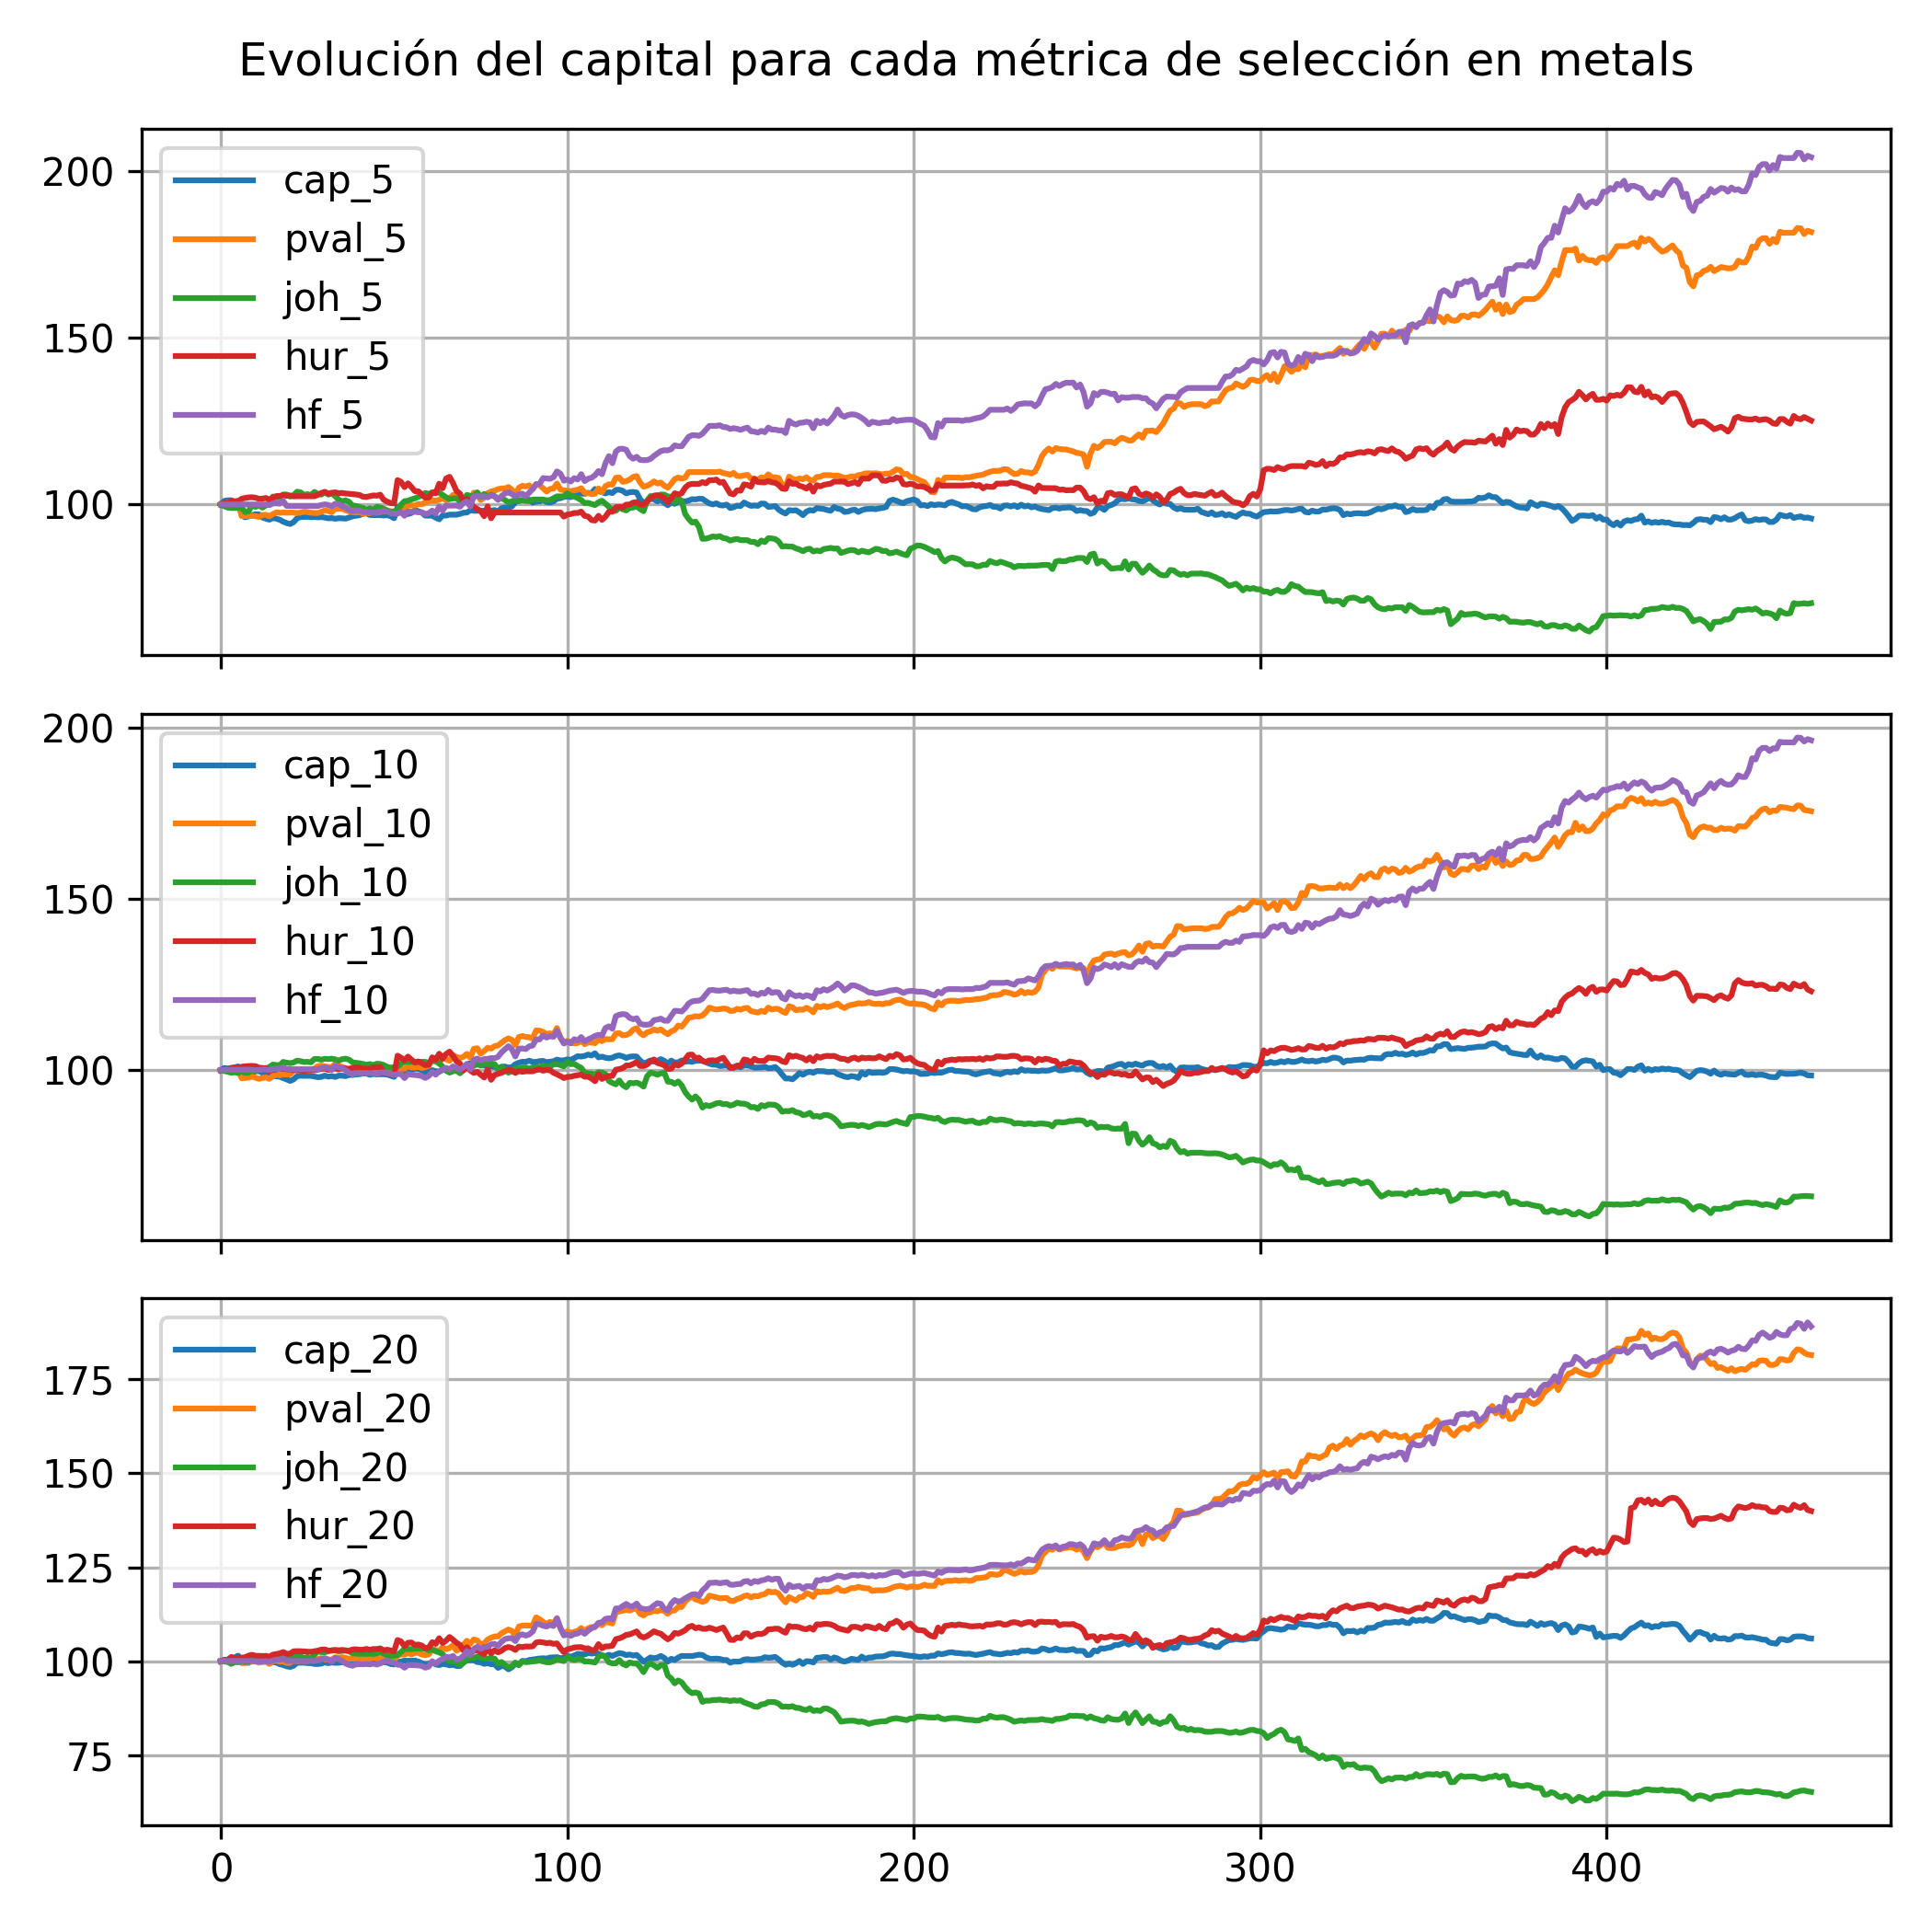 Evolución del capital para cada métrica de selección en metals
200
150
100
cap_5
pval_5
joh_5
hur_5
hf_5
200
150
100
cap_10
pval_10
joh_10
hur_10
hf_10
175
150
125
100
75
cap_20
pval_20
joh_20
hur_20
hf_20
0 100 200 300 400